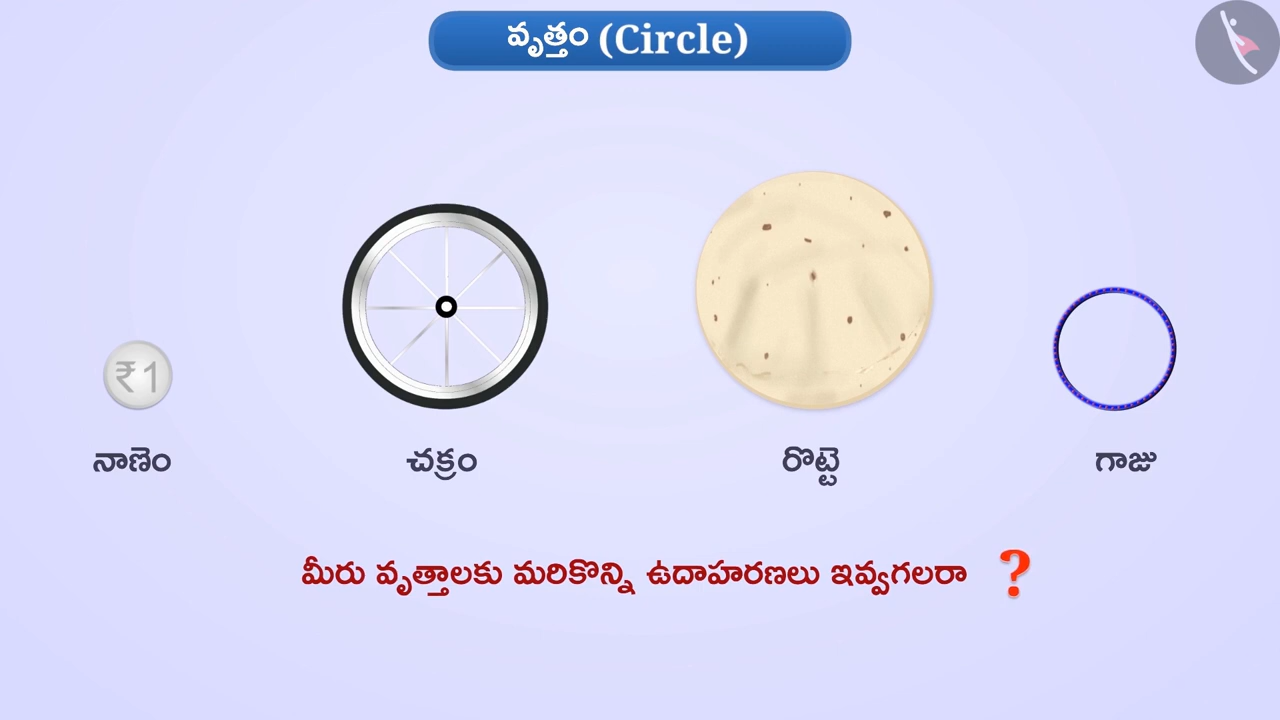 వృత్తం (Circle)
₹1
నాణెం
చక్రం
రొట్టె
గాజు
మీరు వృత్తాలకు మరికొన్ని ఉదాహరణలు ఇవ్వగలరా ?